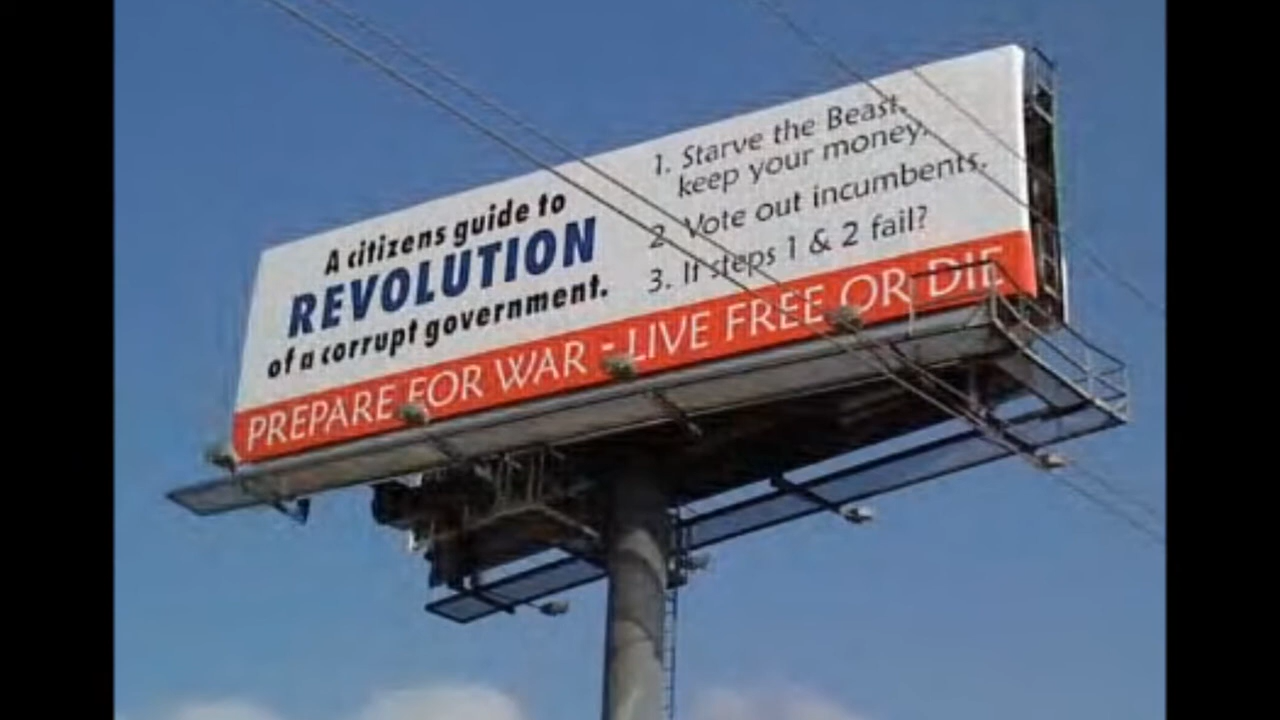 A citizens guide to
REVOLUTION
of a corrupt government.
1. Starve the Beast,
keep your money.
2. Vote out incumbents.
3. If steps 1 & 2 fail?
PREPARE FOR WAR - LIVE FREE OR DIE